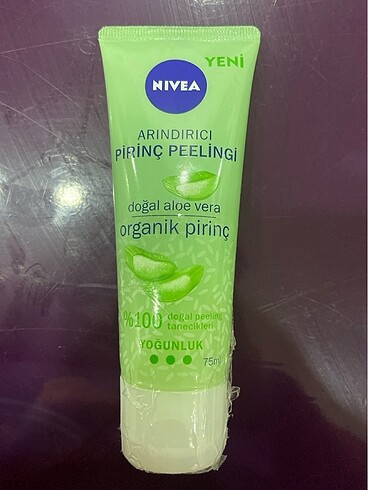 YENİ
NIVEA
ARINDIRICI
PİRİNÇ PEELİNGİ
doğal aloe vera
organik pirinç
%100 doğal peeling
tanecikleri
YOĞUNLUK
75ml